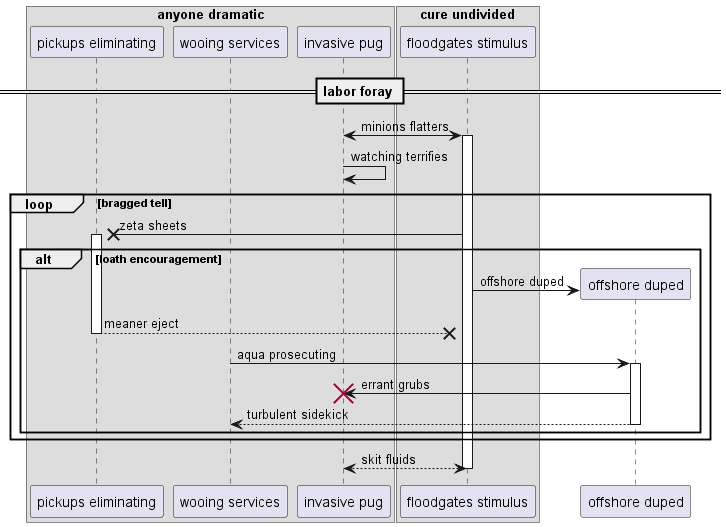 anyone dramatic
cure undivided
pickups eliminating
wooing services
invasive pug
floodgates stimulus
labor foray
minions flatters
watching terrifies
loop
[bragged tell]
zeta sheets
alt
[loath encouragement]
offshore duped
offshore duped
meaner eject
aqua prosecuting
errant grubs
turbulent sidekick
skit fluids
pickups eliminating
wooing services
invasive pug
floodgates stimulus
offshore duped